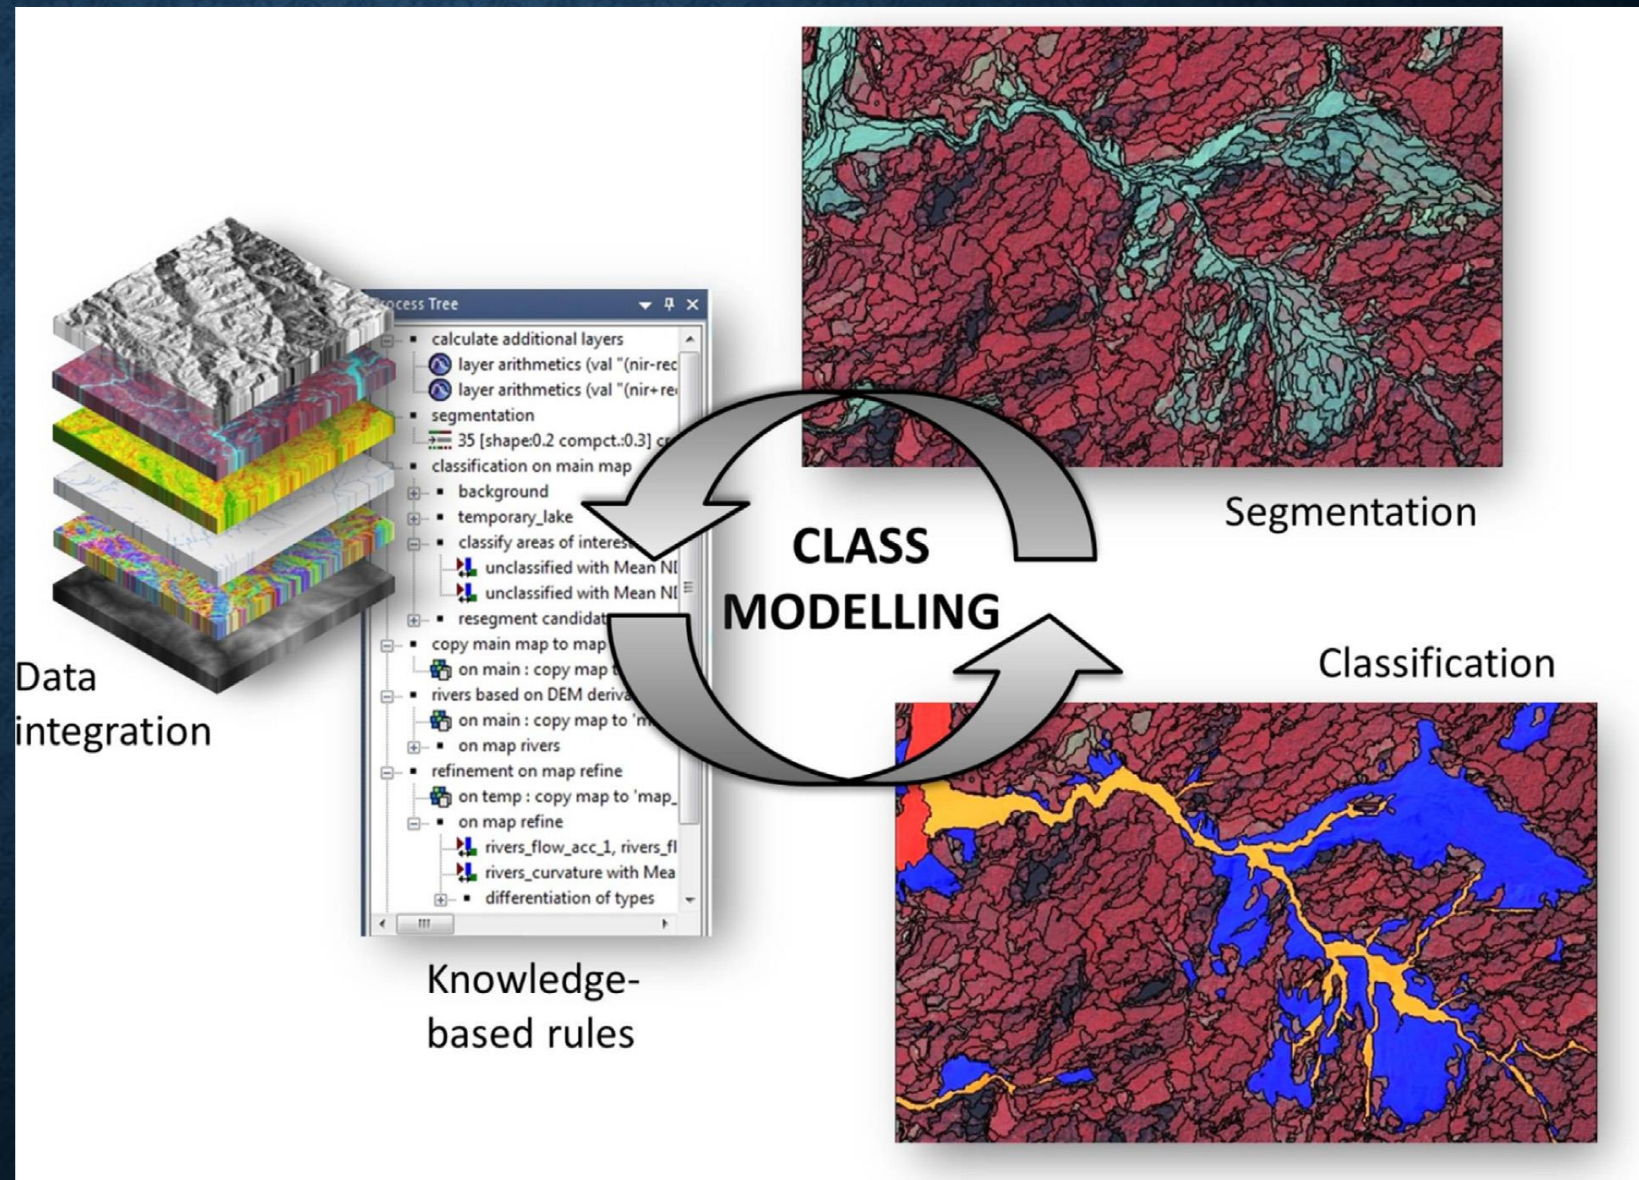 Process Tree
calculate additional layers
layer arithmetics (val "(nir-rec
layer arithmetics (val "(nir+re
segmentation
35 [shape:0.2 compct.:0.3] cr
classification on main map
background
temporary_lake
classify areas of interes
unclassified with Mean N
unclassified with Mean N
resegment candidat
copy main map to map
on main : copy map t
rivers based on DEM deriva
on main : copy map to 'm
on map rivers
refinement on map refine
on temp : copy map to 'map_
on map refine
rivers_flow_acc_1, rivers_fl
rivers_curvature with Mea
differentiation of types
Data
integration
Knowledge-
based rules
CLASS
MODELLING
Segmentation
Classification